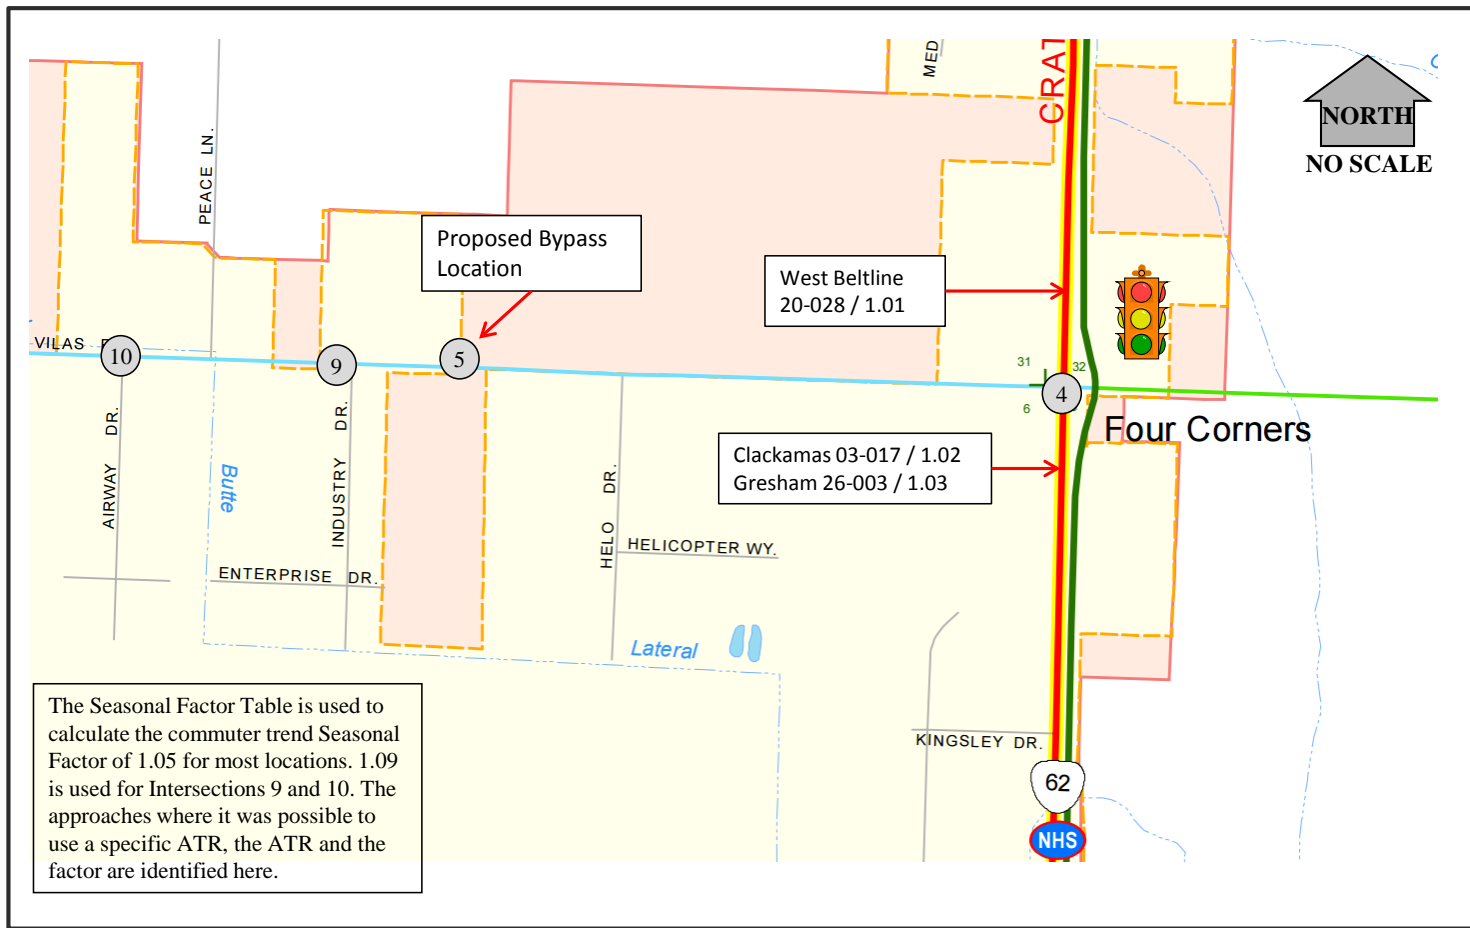 MED
CRAT
NORTH
NO SCALE
PEACE LN.
Proposed Bypass
Location
West Beltline
20-028 / 1.01
VILAS
10
9
5
31
32
6
4
Four Corners
AIRWAY DR.
Butte
INDUSTRY DR.
HELO DR.
Clackamas 03-017 / 1.02
Gresham 26-003 / 1.03
HELICOPTER WY.
ENTERPRISE DR.
Lateral
KINGSLEY DR.
62
NHS
The Seasonal Factor Table is used to
calculate the commuter trend Seasonal
Factor of 1.05 for most locations. 1.09
is used for Intersections 9 and 10. The
approaches where it was possible to
use a specific ATR, the ATR and the
factor are identified here.